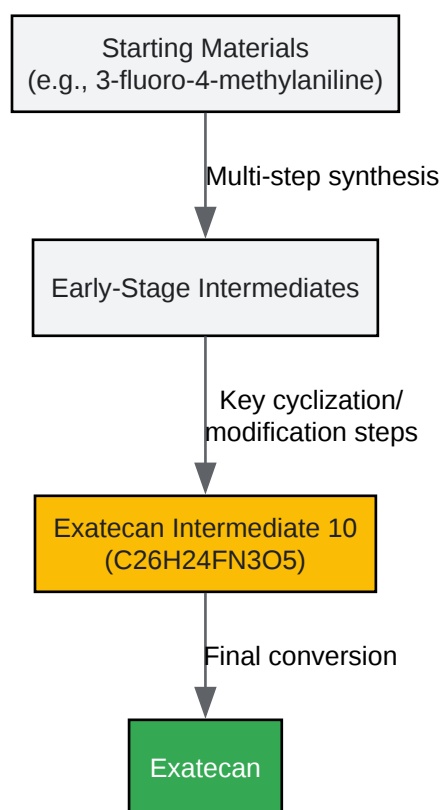 Starting Materials
(e.g., 3-fluoro-4-methylaniline)
Multi-step synthesis
Early-Stage Intermediates
Key cyclization/
modification steps
Exatecan Intermediate 10
(C26H24FN3O5)
Final conversion
Exatecan